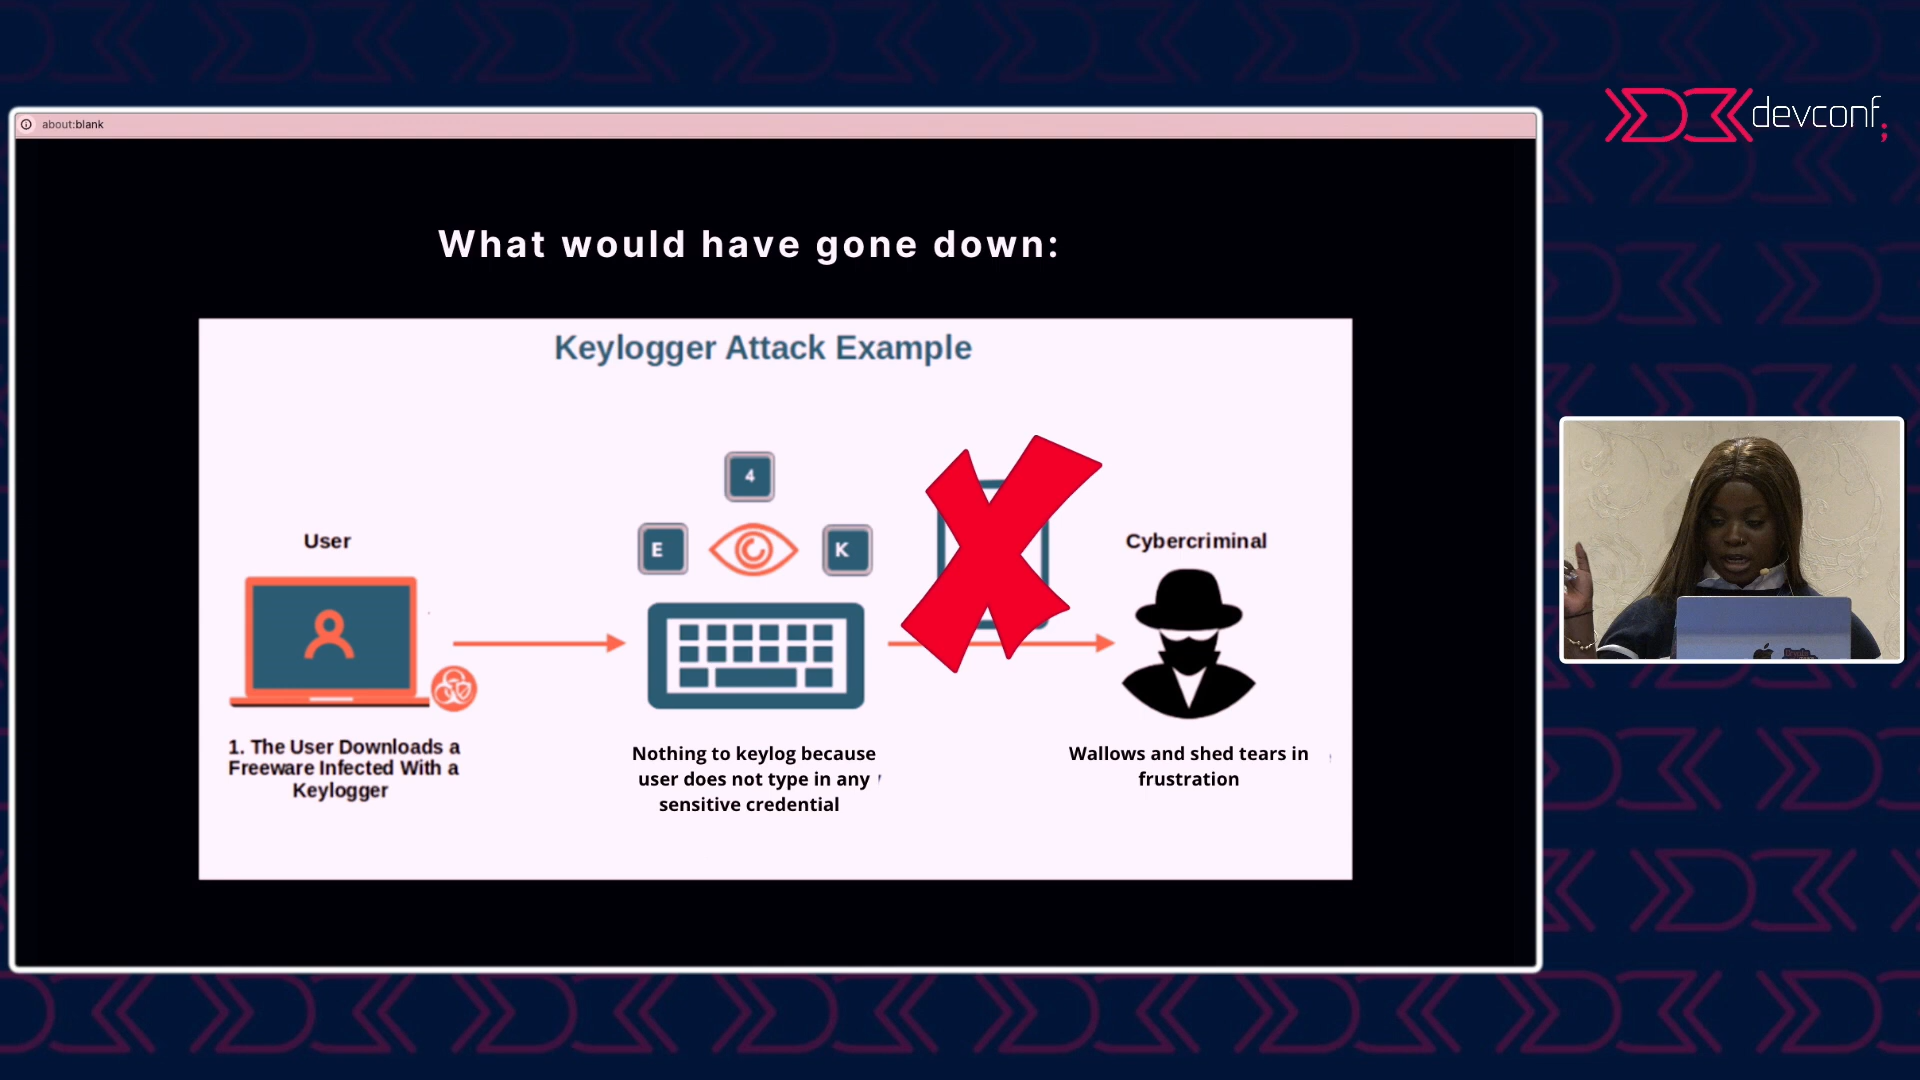 about:blank
devconf;
What would have gone down:
Keylogger Attack Example
4
E
K
User
Cybercriminal
1. The User Downloads a
Freeware Infected With a
Keylogger
Nothing to keylog because
user does not type in any
sensitive credential
Wallows and shed tears in
frustration